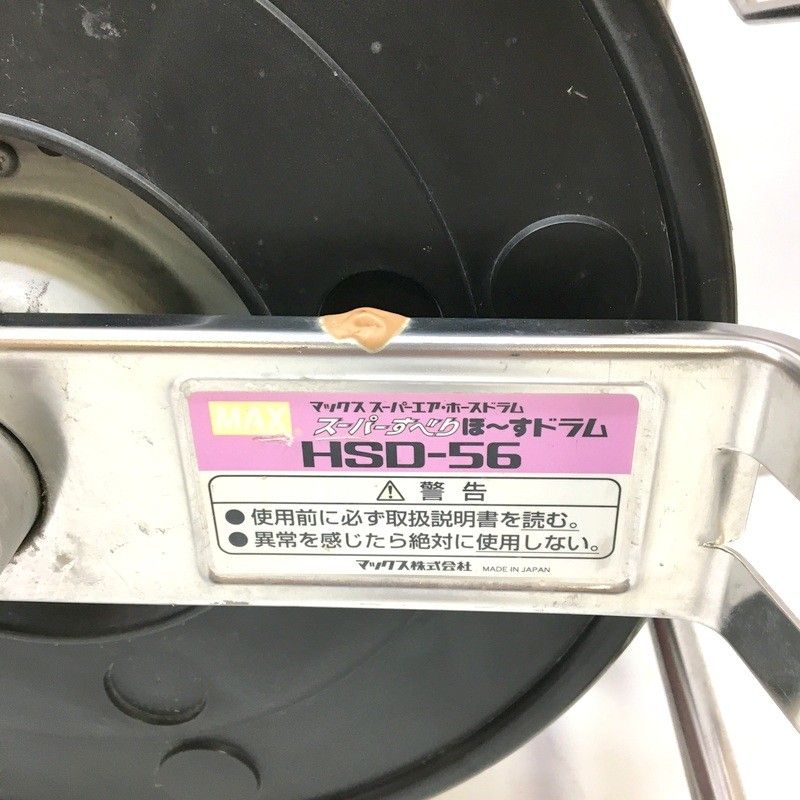 MAX
マックス スーパーエア・ホースドラム
スーパーすべりほ〜すドラム
HSD-56
⚠ 警告
● 使用前に必ず取扱説明書を読む。
● 異常を感じたら絶対に使用しない。
マックス株式会社 MADE IN JAPAN